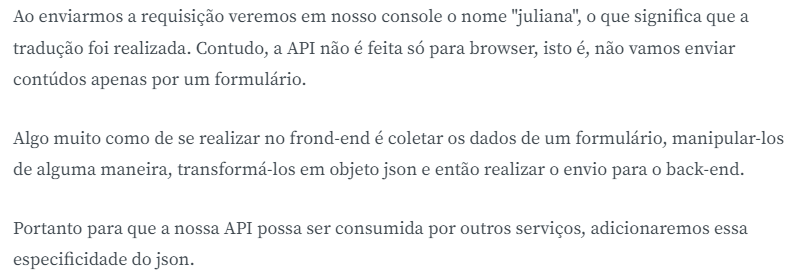 Ao enviarmos a requisição veremos em nosso console o nome "juliana", o que significa que a
tradução foi realizada. Contudo, a API não é feita só para browser, isto é, não vamos enviar
contúdos apenas por um formulário.
Algo muito como de se realizar no frond-end é coletar os dados de um formulário, manipular-los
de alguma maneira, transformá-los em objeto json e então realizar o envio para o back-end.
Portanto para que a nossa API possa ser consumida por outros serviços, adicionaremos essa
especificidade do json.